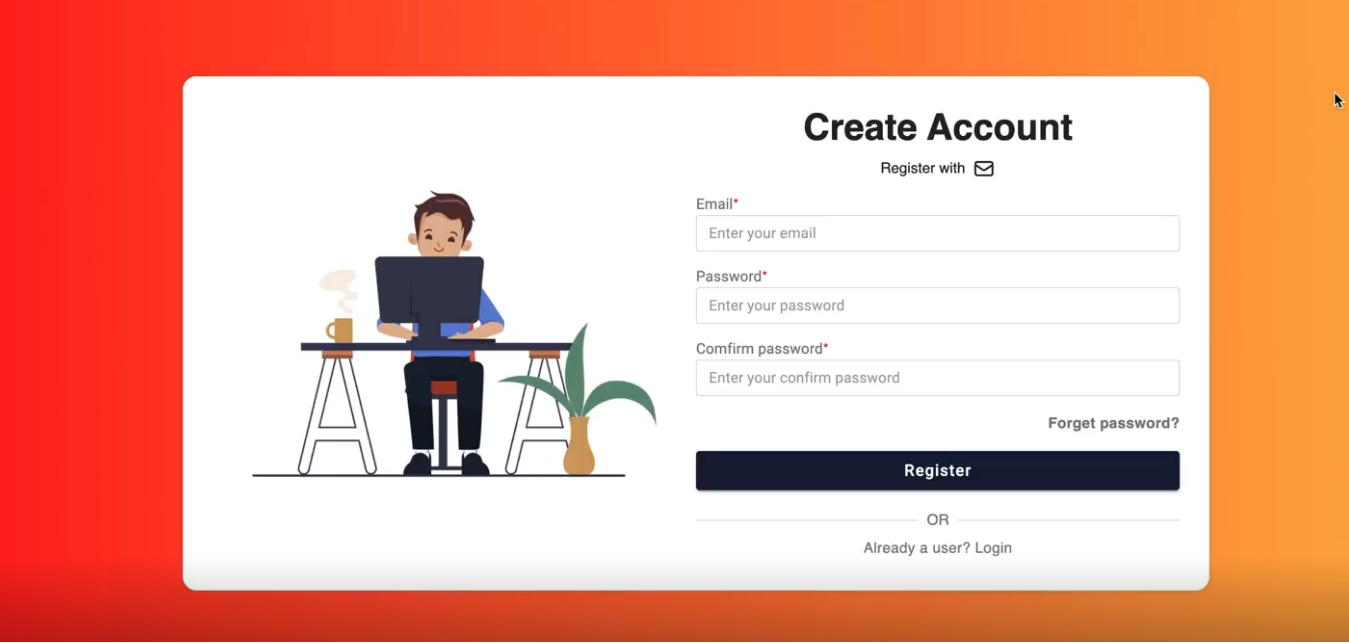 Create Account
Register with
Email*
Enter your email
Password*
Enter your password
Comfirm password*
Enter your confirm password
Forget password?
Register
OR
Already a user? Login